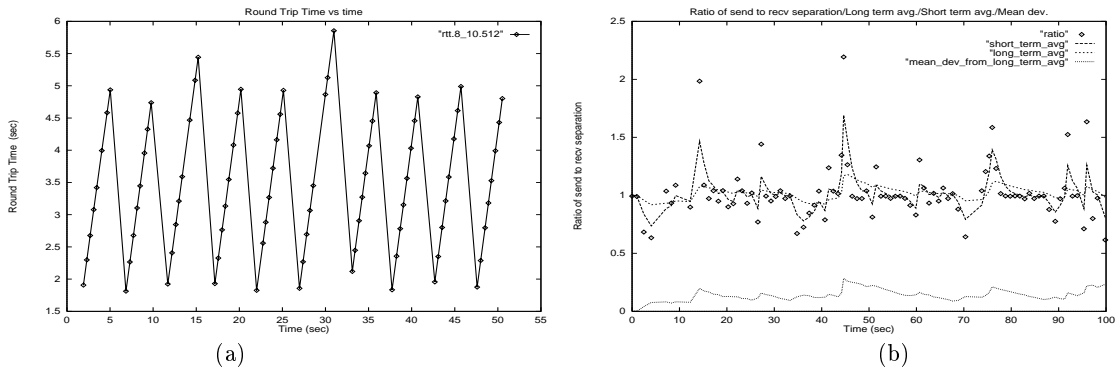 Round Trip Time vs time
"rtt.8_10.512"
Round Trip Time (sec)
6
5.5
5
4.5
4
3.5
3
2.5
2
1.5
0 5 10 15 20 25 30 35 40 45 50 55
Time (sec)
(a)
Ratio of send to recv separation/Long term avg./Short term avg./Mean dev.
"ratio"
"short_term_avg"
"long_term_avg"
"mean_dev_from_long_term_avg"
Ratio of send to recv separation
2.5
2
1.5
1
0.5
0
0 10 20 30 40 50 60 70 80 90 100
Time (sec)
(b)